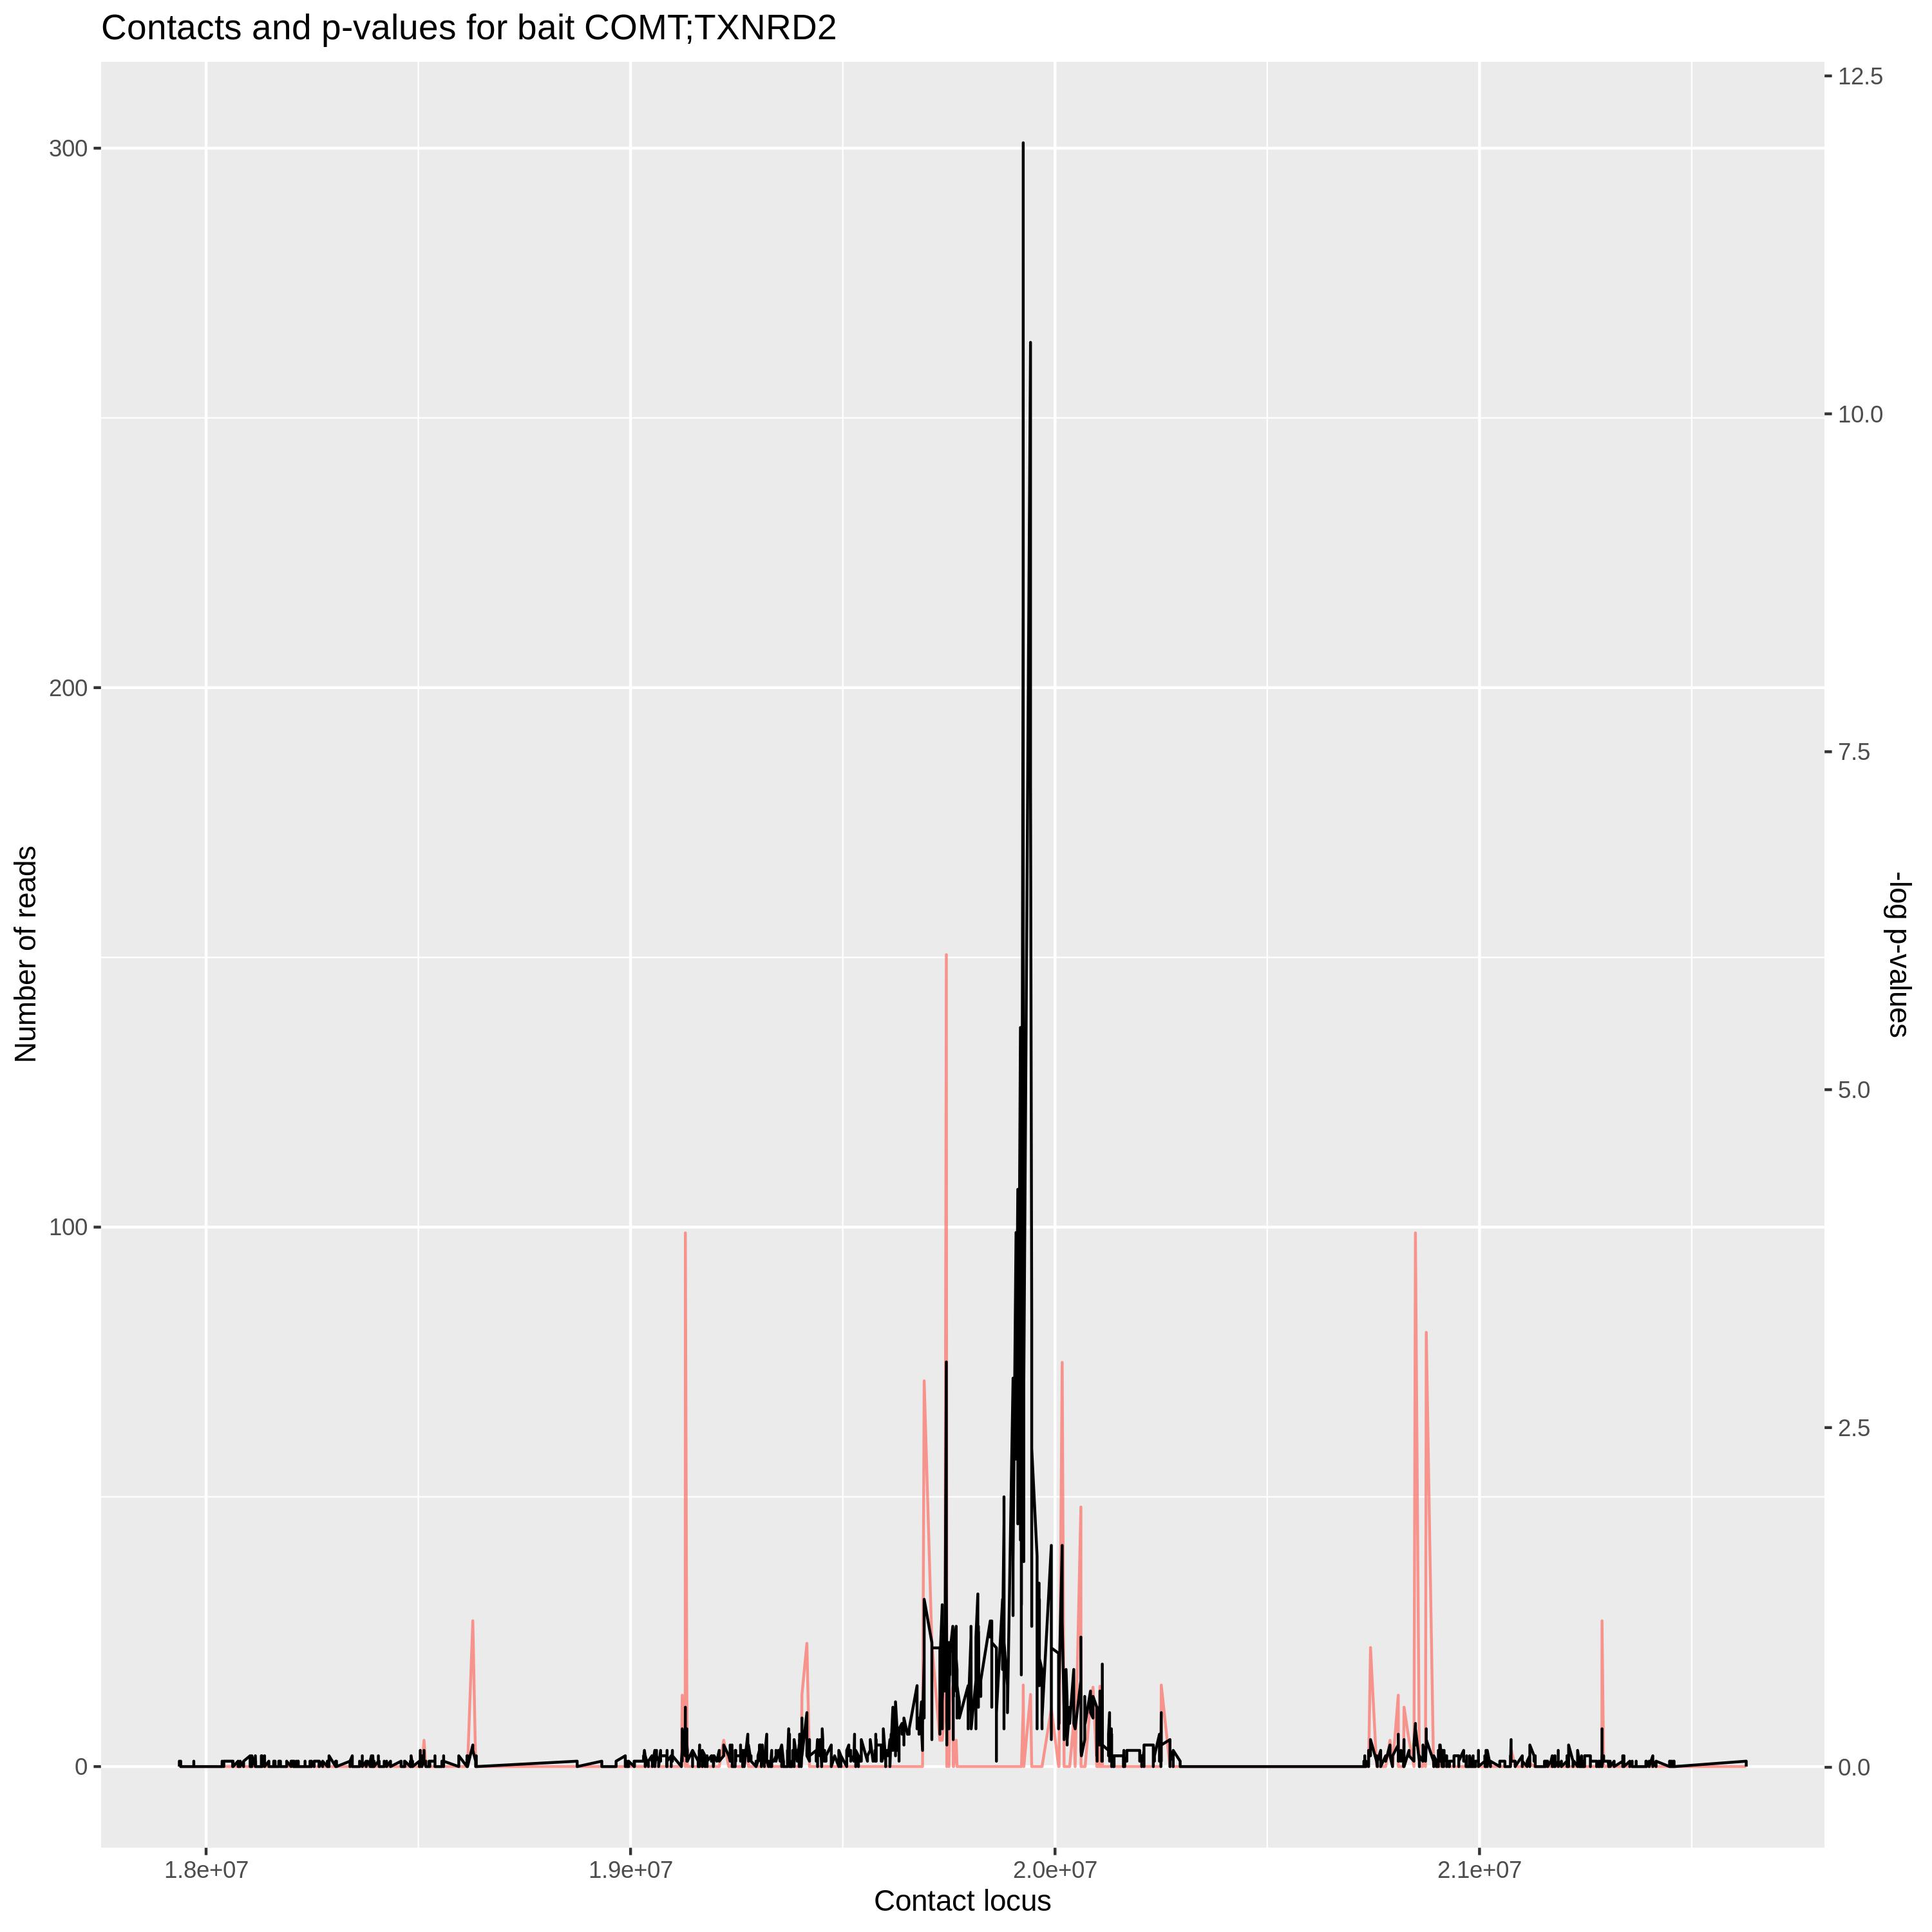 Contacts and p-values for bait COMT;TXNRD2
300
200
100
0
Number of reads
12.5
10.0
7.5
5.0
2.5
0.0
-log p-values
1.8e+07
1.9e+07
2.0e+07
2.1e+07
Contact locus